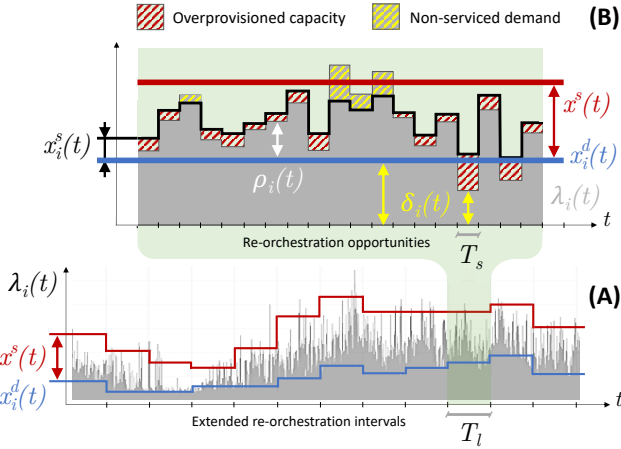 Overprovisioned capacity
Non-serviced demand
(B)
x^s(t)
x_i^s(t)
x_i^d(t)
ρ_i(t)
δ_i(t)
λ_i(t)
t
Re-orchestration opportunities
T_s
λ_i(t)
(A)
x^s(t)
x_i^d(t)
t
Extended re-orchestration intervals
T_l